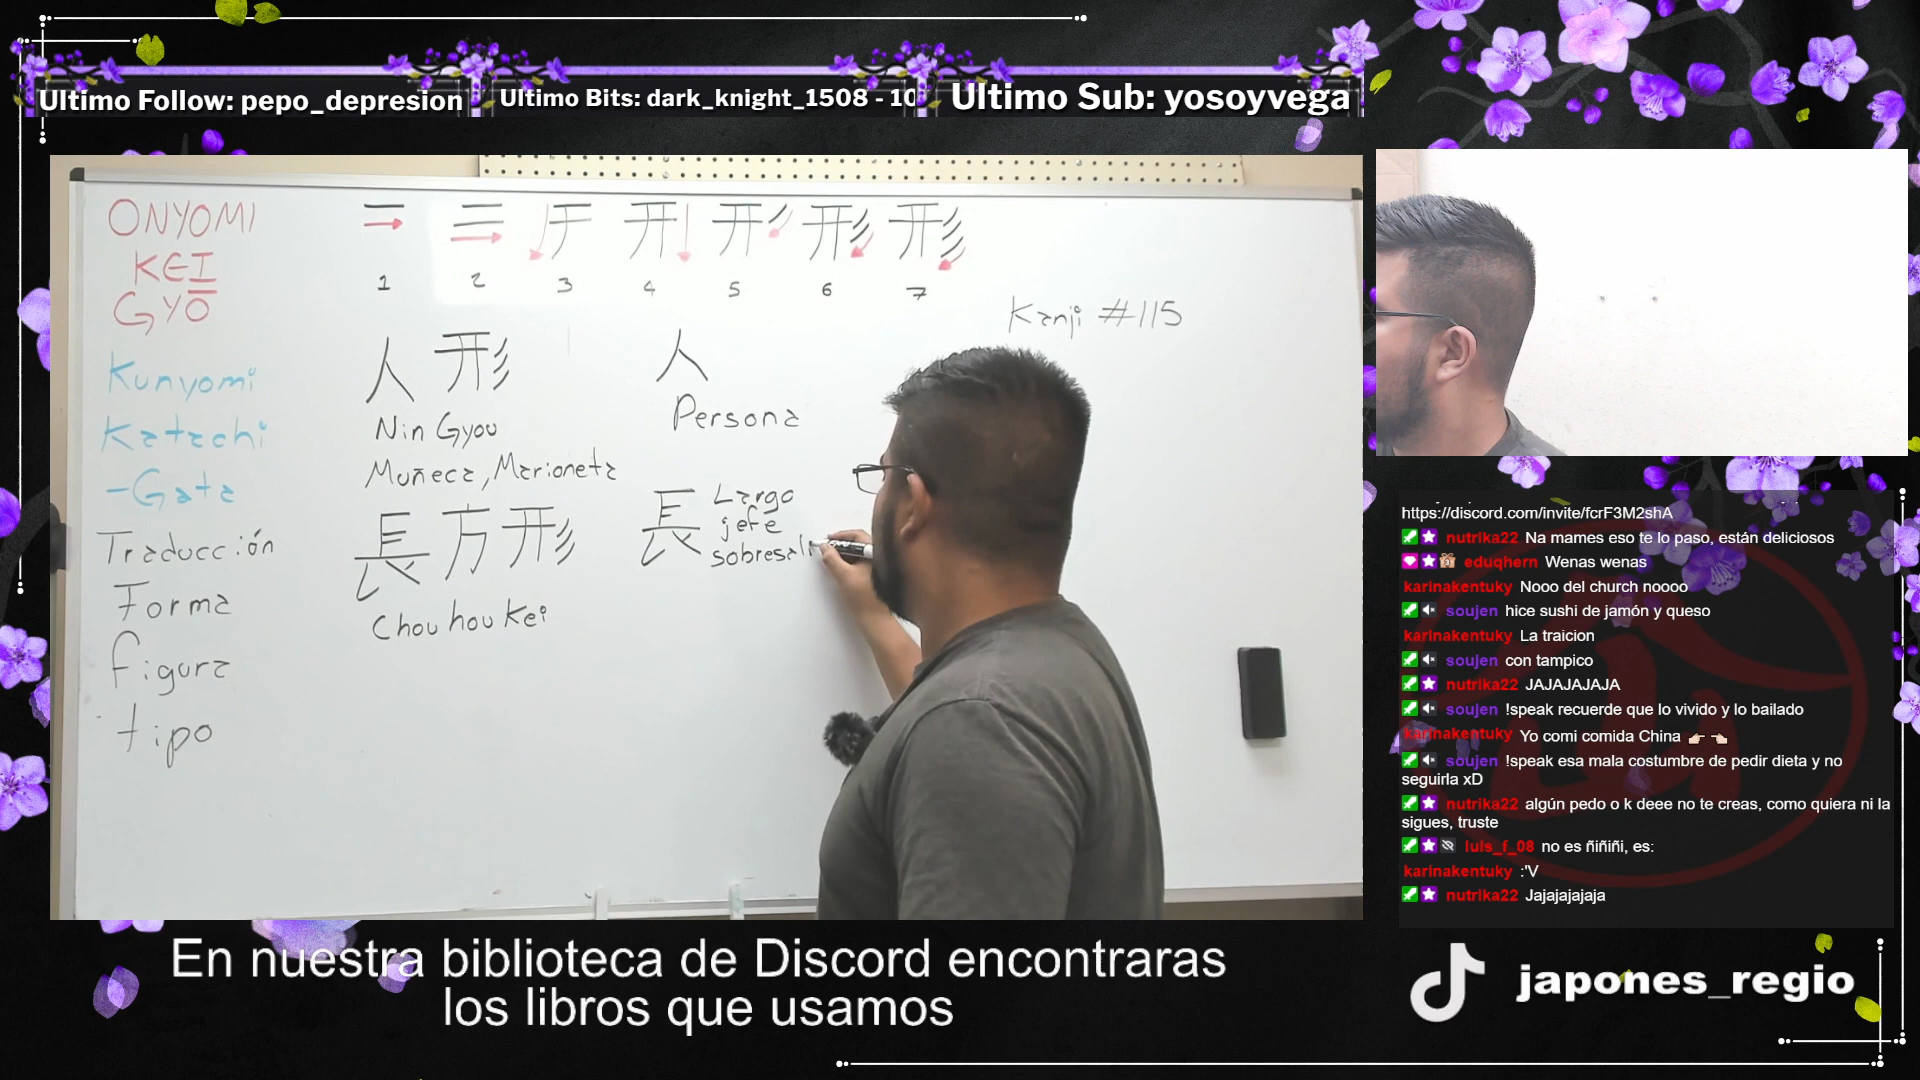 Ultimo Follow: pepo_depresion
Ultimo Bits: dark_knight_1508 - 10
Ultimo Sub: yosoyvega
ONYOMI
KEI
GYO
Kunyomi
Katachi
-Gata
Traducción
Forma
figura
tipo
一 二 于 开 形
1 2 3 4 5 6 7
Kanji #115
人形
Nin Gyou
Muñeca, Marioneta
人
Persona
長方形
Chou hou Kei
長
Largo
jefe
sobresal
https://discord.com/invite/fcrF3M2shA
nutrika22 Na mames eso te lo paso, están deliciosos
eduqhern Wenas wenas
karinakentuky Nooo del church noooo
soujen hice sushi de jamón y queso
karinakentuky La traicion
soujen con tampico
nutrika22 JAJAJAJAJA
soujen !speak recuerde que lo vivido y lo bailado
karinakentuky Yo comi comida China 👉🏻👈🏻
soujen !speak esa mala costumbre de pedir dieta y no
seguirla xD
nutrika22 algún pedo o k deee no te creas, como quiera ni la
sigues, truste
luis_f_08 no es ñiñiñi, es:
karinakentuky :'V
nutrika22 Jajajajajaja
En nuestra biblioteca de Discord encontraras
los libros que usamos
japones_regio